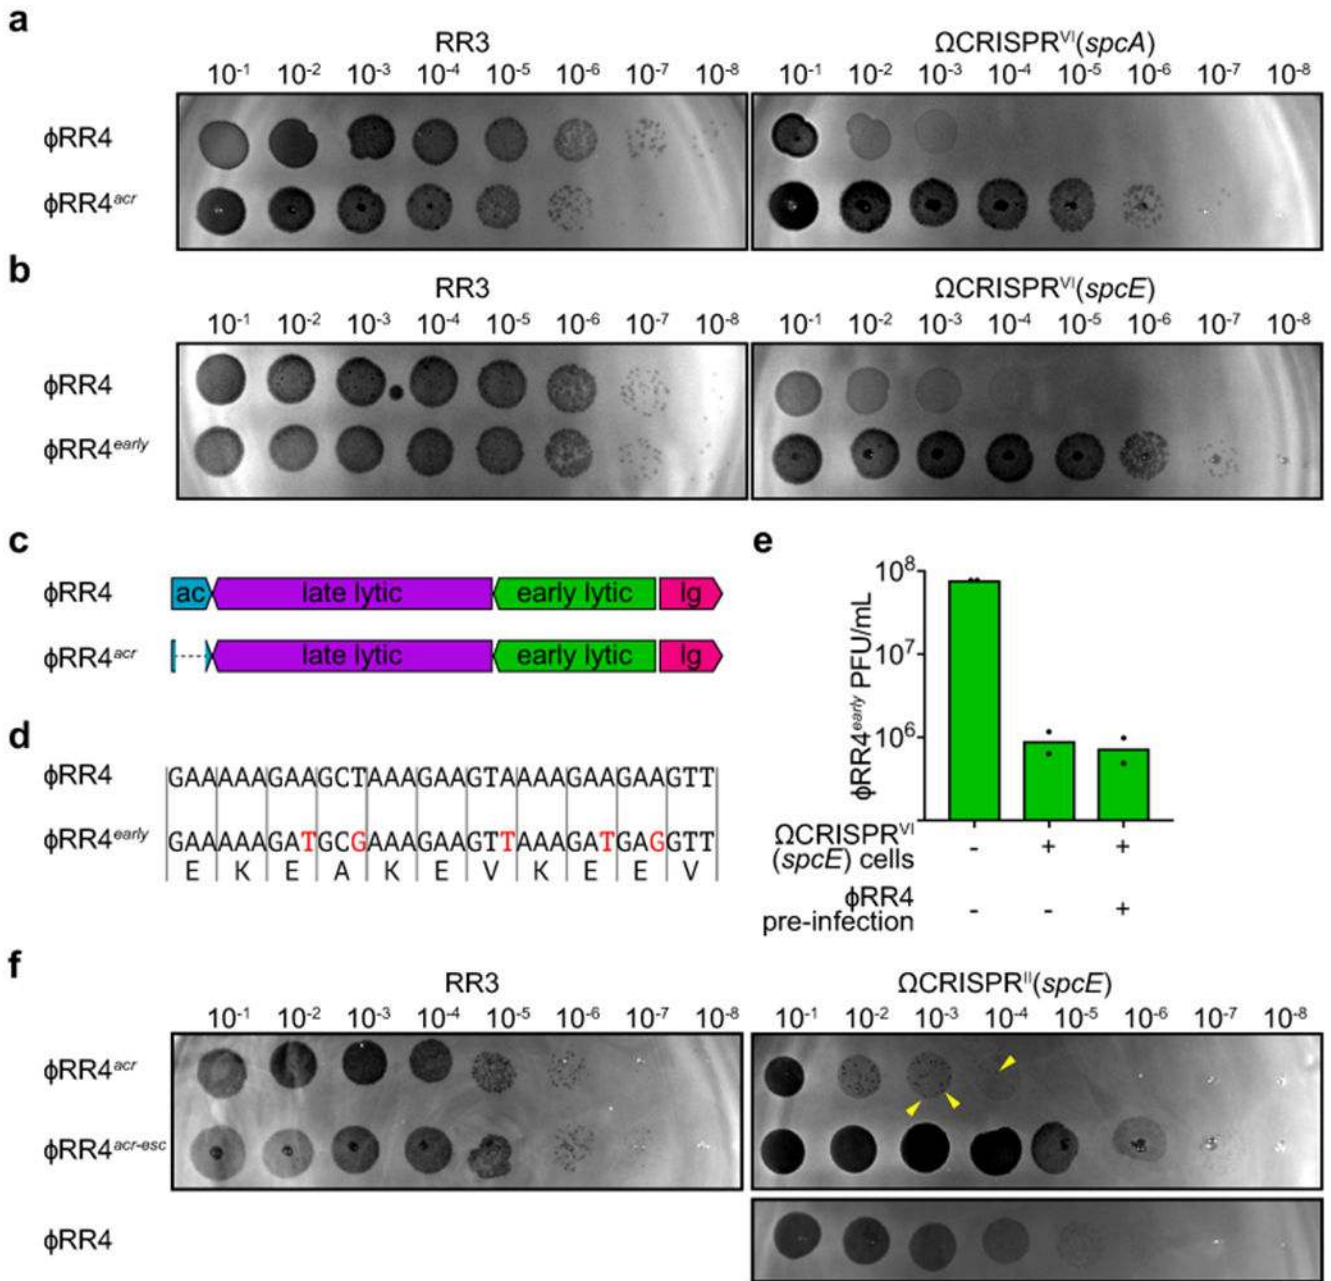 a
RR3
ΩCRISPRⱽᴵ(spcA)
10⁻¹ 10⁻² 10⁻³ 10⁻⁴ 10⁻⁵ 10⁻⁶ 10⁻⁷ 10⁻⁸
10⁻¹ 10⁻² 10⁻³ 10⁻⁴ 10⁻⁵ 10⁻⁶ 10⁻⁷ 10⁻⁸
ϕRR4
ϕRR4ᵃᶜʳ
b
RR3
ΩCRISPRⱽᴵ(spcE)
10⁻¹ 10⁻² 10⁻³ 10⁻⁴ 10⁻⁵ 10⁻⁶ 10⁻⁷ 10⁻⁸
10⁻¹ 10⁻² 10⁻³ 10⁻⁴ 10⁻⁵ 10⁻⁶ 10⁻⁷ 10⁻⁸
ϕRR4
ϕRR4ᵉᵃʳˡʸ
c
ϕRR4
ac late lytic early lytic lg
ϕRR4ᵃᶜʳ
late lytic early lytic lg
d
ϕRR4
GAAAAAGAAGCTAAAGAAGTAAAAGAAGAAGTT
ϕRR4ᵉᵃʳˡʸ
GAAAAAGATGCGAAAGAAGTTAAAGATGAGGTT
E K E A K E V K E E V
e
ϕRR4ᵉᵃʳˡʸ PFU/mL
10⁸
10⁷
10⁶
ΩCRISPRⱽᴵ
(spcE) cells
- + +
ϕRR4
pre-infection
- - +
f
RR3
ΩCRISPRᴵᴵ(spcE)
10⁻¹ 10⁻² 10⁻³ 10⁻⁴ 10⁻⁵ 10⁻⁶ 10⁻⁷ 10⁻⁸
10⁻¹ 10⁻² 10⁻³ 10⁻⁴ 10⁻⁵ 10⁻⁶ 10⁻⁷ 10⁻⁸
ϕRR4ᵃᶜʳ
ϕRR4ᵃᶜʳ⁻ᵉˢᶜ
ϕRR4